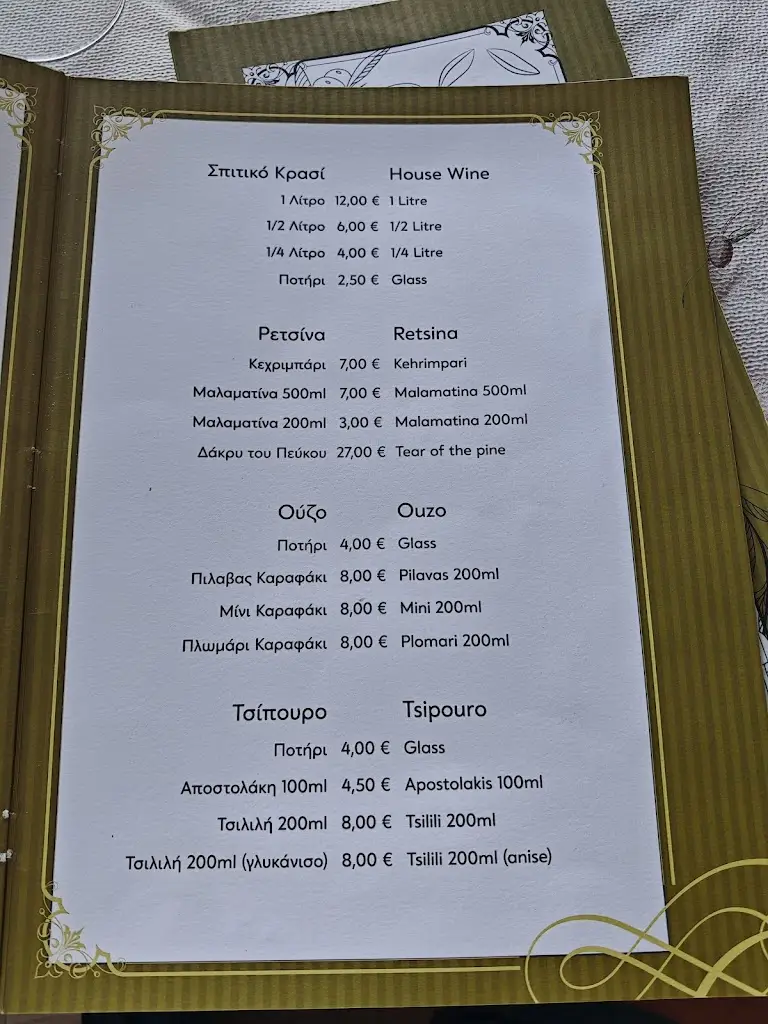 Σπιτικό Κρασί House Wine
1 Λίτρο 12,00 € 1 Litre
1/2 Λίτρο 6,00 € 1/2 Litre
1/4 Λίτρο 4,00 € 1/4 Litre
Ποτήρι 2,50 € Glass
Ρετσίνα Retsina
Κεχριμπάρι 7,00 € Kehrimpari
Μαλαματίνα 500ml 7,00 € Malamatina 500ml
Μαλαματίνα 200ml 3,00 € Malamatina 200ml
Δάκρυ του Πεύκου 27,00 € Tear of the pine
Ούζο Ouzo
Ποτήρι 4,00 € Glass
Πιλαβας Καραφάκι 8,00 € Pilavas 200ml
Μίνι Καραφάκι 8,00 € Mini 200ml
Πλωμάρι Καραφάκι 8,00 € Plomari 200ml
Τσίπουρο Tsipouro
Ποτήρι 4,00 € Glass
Αποστολάκη 100ml 4,50 € Apostolakis 100ml
Τσιλιλή 200ml 8,00 € Tsilili 200ml
Τσιλιλή 200ml (γλυκάνισο) 8,00 € Tsilili 200ml (anise)